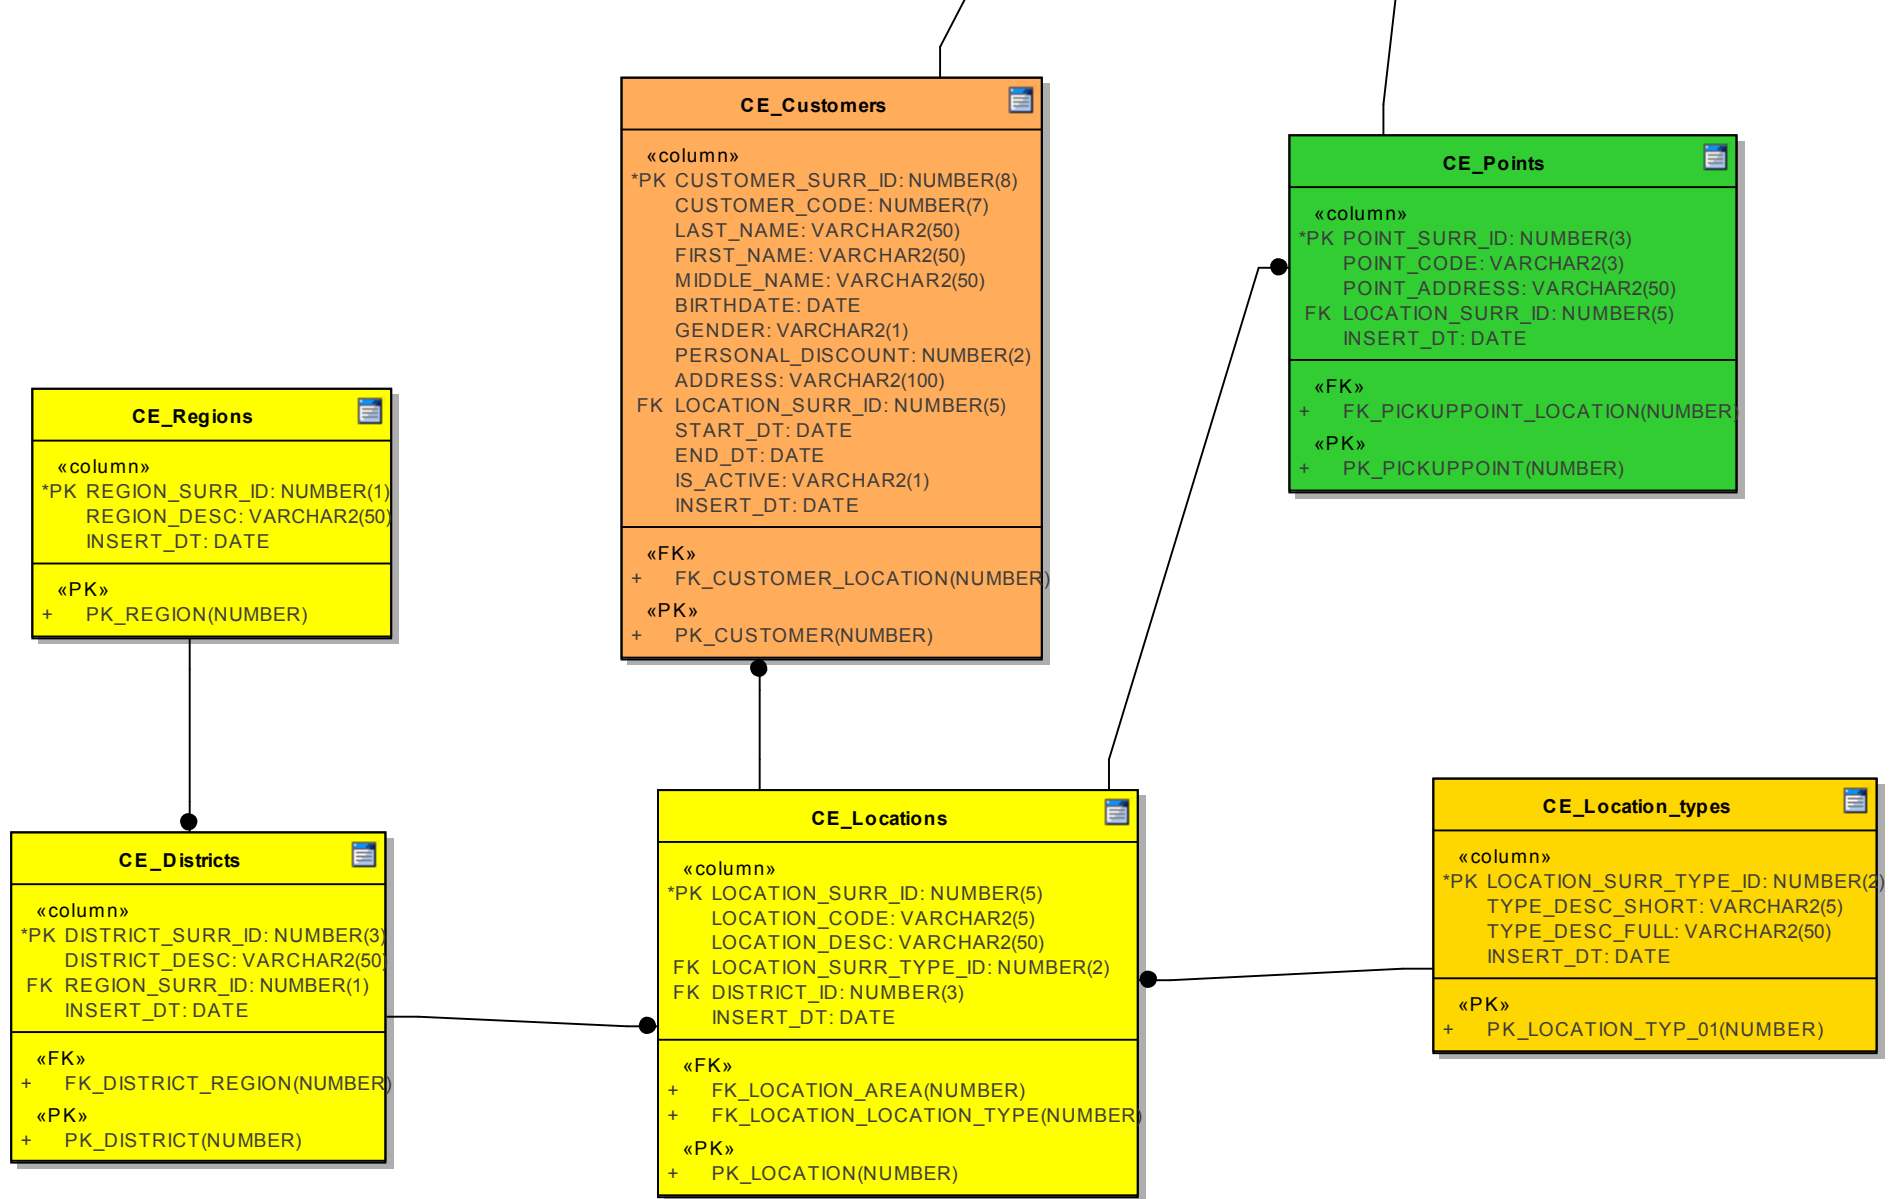 CE_Customers
«column»
*PK CUSTOMER_SURR_ID: NUMBER(8)
CUSTOMER_CODE: NUMBER(7)
LAST_NAME: VARCHAR2(50)
FIRST_NAME: VARCHAR2(50)
MIDDLE_NAME: VARCHAR2(50)
BIRTHDATE: DATE
GENDER: VARCHAR2(1)
PERSONAL_DISCOUNT: NUMBER(2)
ADDRESS: VARCHAR2(100)
FK LOCATION_SURR_ID: NUMBER(5)
START_DT: DATE
END_DT: DATE
IS_ACTIVE: VARCHAR2(1)
INSERT_DT: DATE
«FK»
+ FK_CUSTOMER_LOCATION(NUMBER)
«PK»
+ PK_CUSTOMER(NUMBER)
CE_Points
«column»
*PK POINT_SURR_ID: NUMBER(3)
POINT_CODE: VARCHAR2(3)
POINT_ADDRESS: VARCHAR2(50)
FK LOCATION_SURR_ID: NUMBER(5)
INSERT_DT: DATE
«FK»
+ FK_PICKUPPOINT_LOCATION(NUMBER)
«PK»
+ PK_PICKUPPOINT(NUMBER)
CE_Regions
«column»
*PK REGION_SURR_ID: NUMBER(1)
REGION_DESC: VARCHAR2(50)
INSERT_DT: DATE
«PK»
+ PK_REGION(NUMBER)
CE_Districts
«column»
*PK DISTRICT_SURR_ID: NUMBER(3)
DISTRICT_DESC: VARCHAR2(50)
FK REGION_SURR_ID: NUMBER(1)
INSERT_DT: DATE
«FK»
+ FK_DISTRICT_REGION(NUMBER)
«PK»
+ PK_DISTRICT(NUMBER)
CE_Locations
«column»
*PK LOCATION_SURR_ID: NUMBER(5)
LOCATION_CODE: VARCHAR2(5)
LOCATION_DESC: VARCHAR2(50)
FK LOCATION_SURR_TYPE_ID: NUMBER(2)
FK DISTRICT_ID: NUMBER(3)
INSERT_DT: DATE
«FK»
+ FK_LOCATION_AREA(NUMBER)
+ FK_LOCATION_LOCATION_TYPE(NUMBER)
«PK»
+ PK_LOCATION(NUMBER)
CE_Location_types
«column»
*PK LOCATION_SURR_TYPE_ID: NUMBER(2)
TYPE_DESC_SHORT: VARCHAR2(5)
TYPE_DESC_FULL: VARCHAR2(50)
INSERT_DT: DATE
«PK»
+ PK_LOCATION_TYP_01(NUMBER)